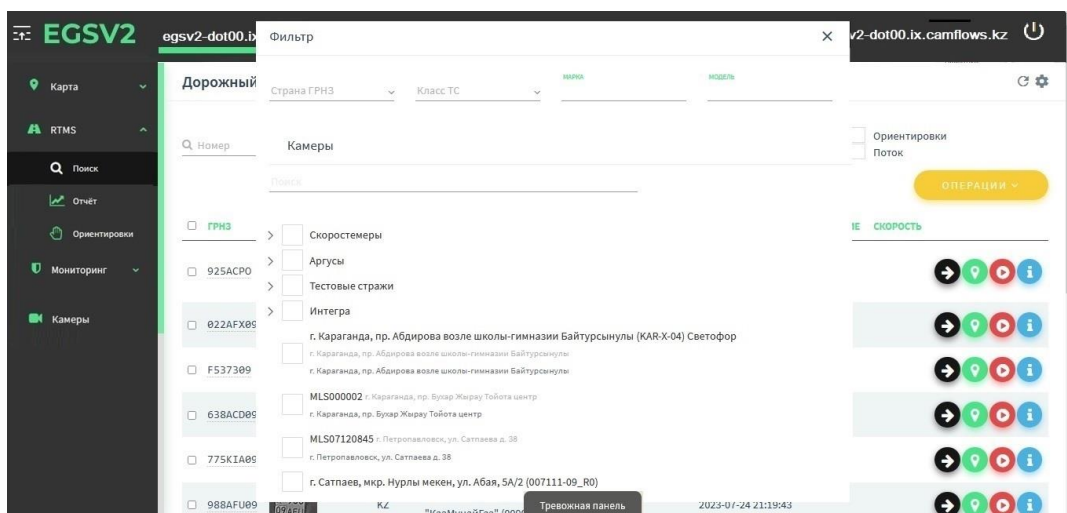 EGSV2
egsv2-dot00.ix
Фильтр
v2-dot00.ix.camflows.kz
Карта
Дорожный
Страна ГРНЗ
Класс ТС
МАРКА
МОДЕЛЬ
RTMS
Номер
Камеры
Ориентировки
Поток
Поиск
Поиск
ОПЕРАЦИИ
Отчёт
Ориентировки
ГРНЗ
Скоростемеры
ИЕ
СКОРОСТЬ
Мониторинг
925ACPO
Аргусы
Тестовые стражи
Интегра
Камеры
022AFX09
г. Караганда, пр. Абдирова возле школы-гимназии Байтурсынулы (KAR-X-04) Светофор
г. Караганда, пр. Абдирова возле школы-гимназии Байтурсынулы
г. Караганда, пр. Абдирова возле школы-гимназии Байтурсынулы
F537309
MLS000002 г. Караганда, пр. Бухар Жырау Тойота центр
г. Караганда, пр. Бухар Жырау Тойота центр
638ACD09
MLS07120845 г. Петропавловск, ул. Сатпаева д. 38
г. Петропавловск, ул. Сатпаева д. 38
775KIA09
г. Сатпаев, мкр. Нурлы мекен, ул. Абая, 5А/2 (007111-09_R0)
988AFU09
KZ
Тревожная панель
2023-07-24 21:19:43